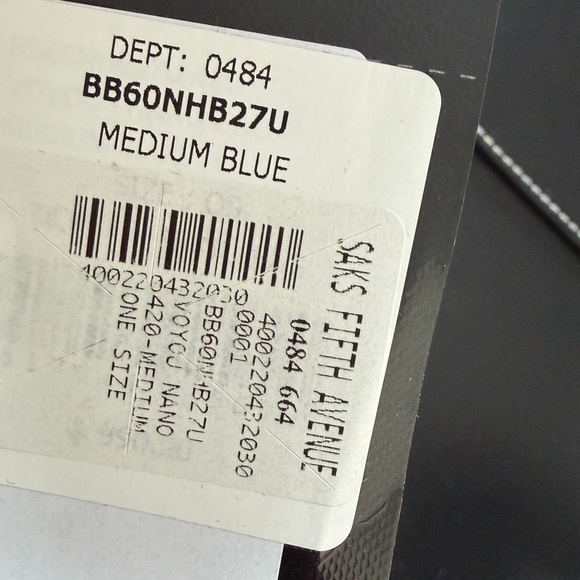 DEPT: 0484
BB60NHB27U
MEDIUM BLUE
400220432030
SAKS FIFTH AVENUE
0484 664
400220432030
0001
BB60NHB27U
VOYOU NANO
420-MEDIUM
ONE SIZE